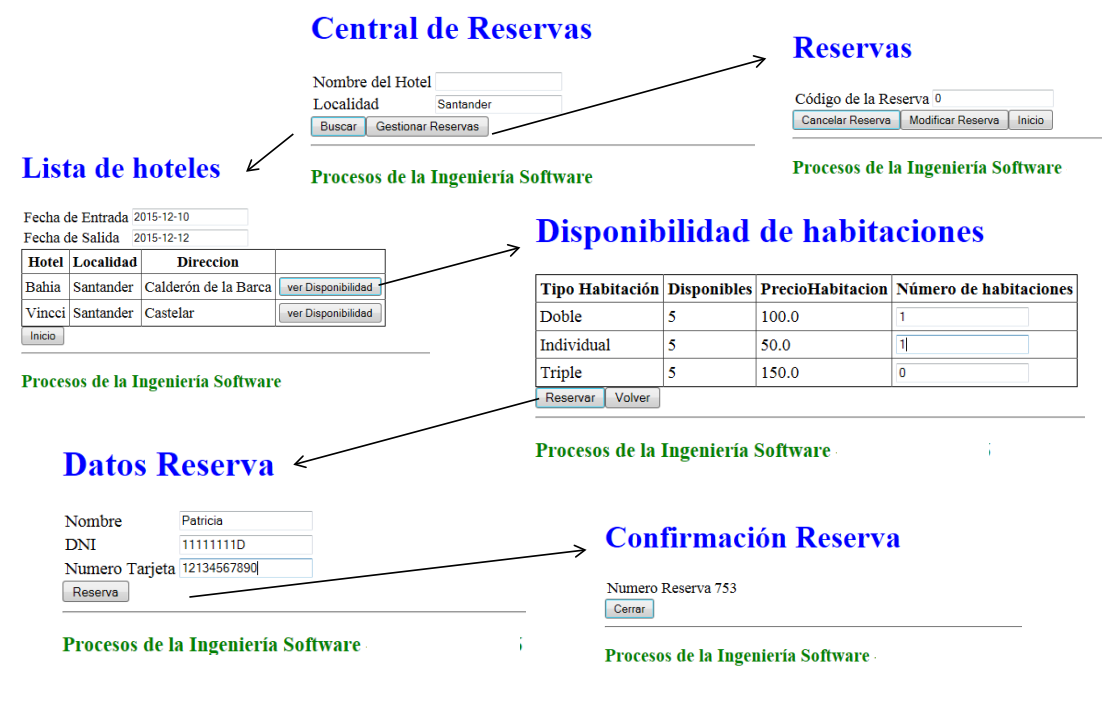 Central de Reservas
Nombre del Hotel
Localidad Santander
Buscar Gestionar Reservas
Procesos de la Ingeniería Software
Reservas
Código de la Reserva 0
Cancelar Reserva Modificar Reserva Inicio
Procesos de la Ingeniería Software
Lista de hoteles
Fecha de Entrada 2015-12-10
Fecha de Salida 2015-12-12
Hotel Localidad Direccion
Bahia Santander Calderón de la Barca ver Disponibilidad
Vincci Santander Castelar ver Disponibilidad
Inicio
Procesos de la Ingeniería Software
Disponibilidad de habitaciones
Tipo Habitación Disponibles PrecioHabitacion Número de habitaciones
Doble 5 100.0 1
Individual 5 50.0 1
Triple 5 150.0 0
Reservar Volver
Procesos de la Ingeniería Software
Datos Reserva
Nombre Patricia
DNI 11111111D
Numero Tarjeta 12134567890
Reserva
Procesos de la Ingeniería Software
Confirmación Reserva
Numero Reserva 753
Cerrar
Procesos de la Ingeniería Software